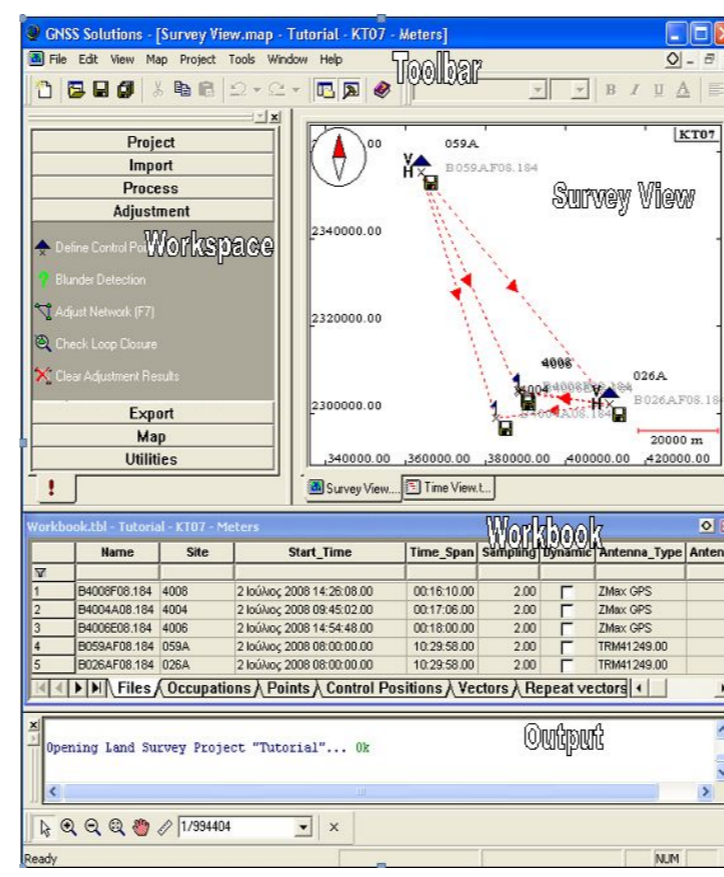 GNSS Solutions - [Survey View.map - Tutorial - KT07 - Meters]
File Edit View Map Project Tools Window Help
Toolbar
B I U A
Project
Import
Process
Adjustment
Define Control
Workspace
Blunder Detection
Adjust Network (F7)
Check Loop Closure
Clear Adjustment Results
Export
Map
Utilities
!
KT07
059A
V
H
B059AF08.184
Survey View
2340000.00
2320000.00
4008
4004
026A
V
H
B026AF08.18
2300000.00
20000 m
340000.00 360000.00 380000.00 400000.00 420000.00
Survey View.... Time View.t...
Workbook.tbl - Tutorial - KT07 - Meters
Workbook
Name Site Start_Time Time_Span Sampling Dynamic Antenna_Type Anten
1 B4008F08.184 4008 2 Ιούλιος 2008 14:26:08.00 00:16:10.00 2.00 ZMax GPS
2 B4004A08.184 4004 2 Ιούλιος 2008 09:45:02.00 00:17:06.00 2.00 ZMax GPS
3 B4006E08.184 4006 2 Ιούλιος 2008 14:54:48.00 00:18:00.00 2.00 ZMax GPS
4 B059AF08.184 059A 2 Ιούλιος 2008 08:00:00.00 10:29:58.00 2.00 TRM41249.00
5 B026AF08.184 026A 2 Ιούλιος 2008 08:00:00.00 10:29:58.00 2.00 TRM41249.00
Files Occupations Points Control Positions Vectors Repeat vectors
Output
Opening Land Survey Project "Tutorial"... Ok
1/994404
Ready NUM